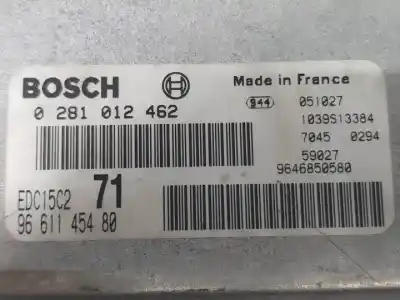 BOSCH
Made in France
0 281 012 462
944 051027
1039S13384
7045 0294
59027
9646850580
EDC15C2 71
96 611 454 80